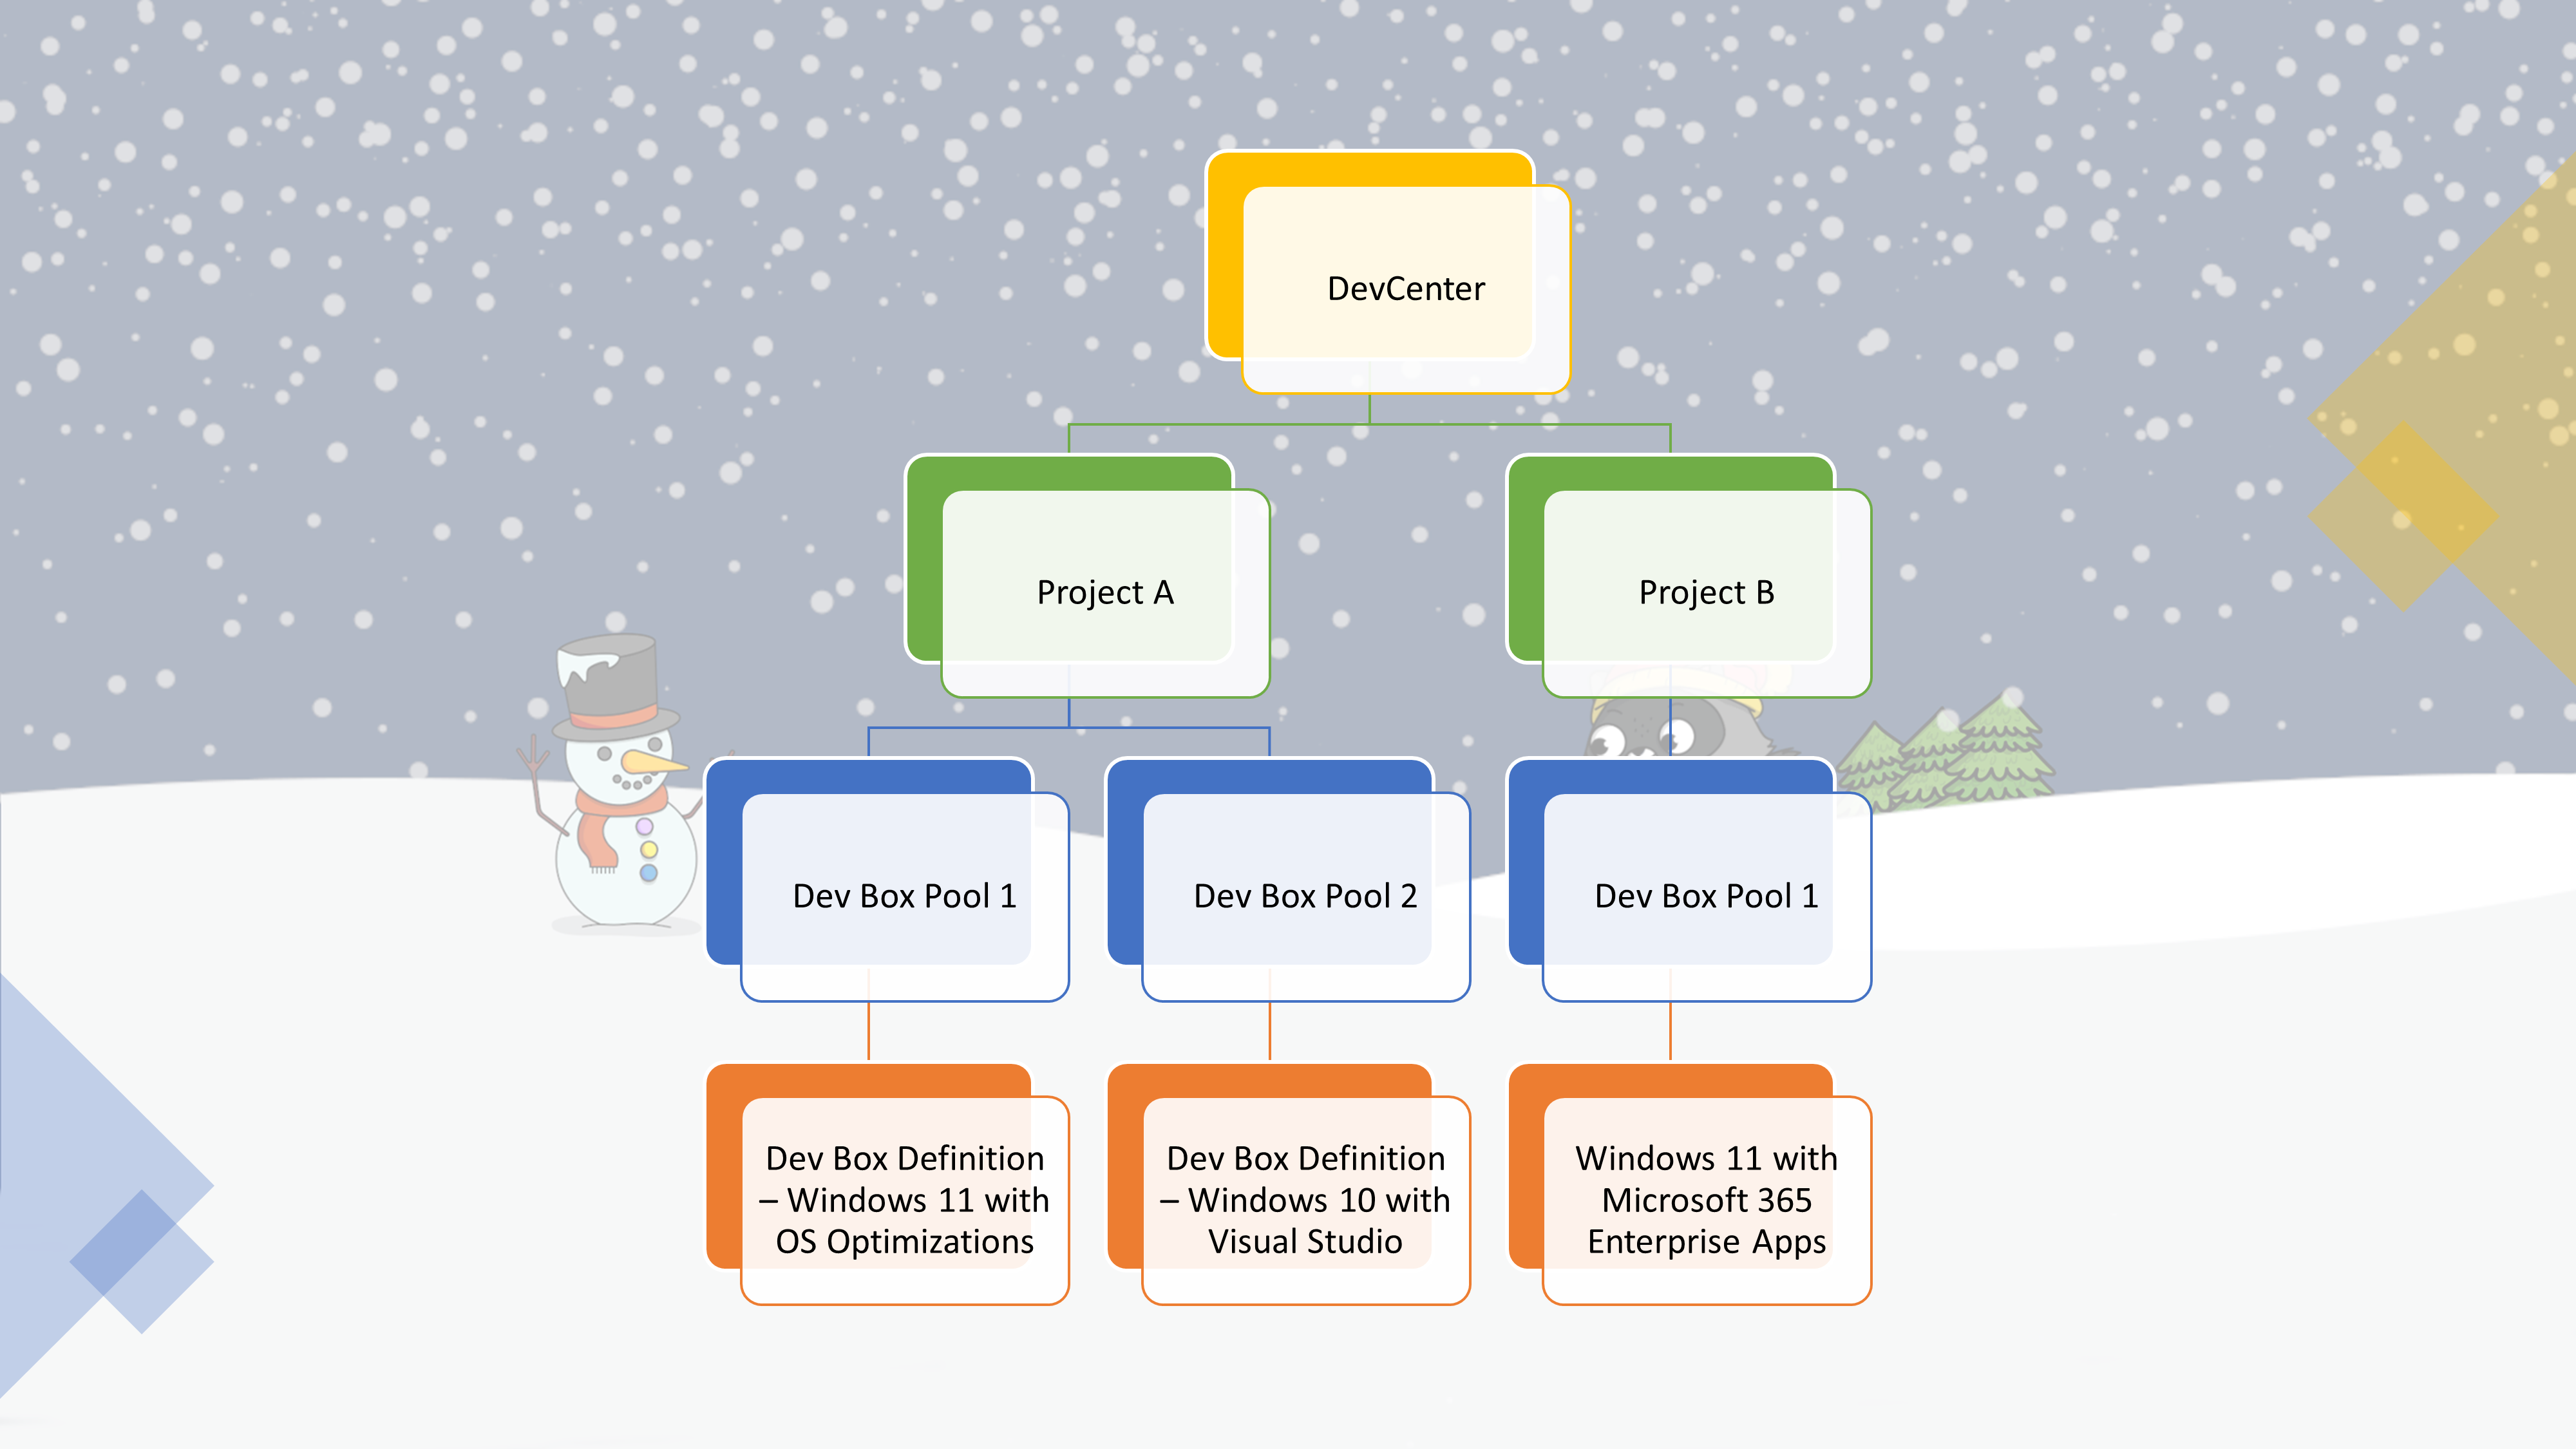 DevCenter
Project A
Project B
Dev Box Pool 1
Dev Box Pool 2
Dev Box Pool 1
Dev Box Definition
– Windows 11 with
OS Optimizations
Dev Box Definition
– Windows 10 with
Visual Studio
Windows 11 with
Microsoft 365
Enterprise Apps